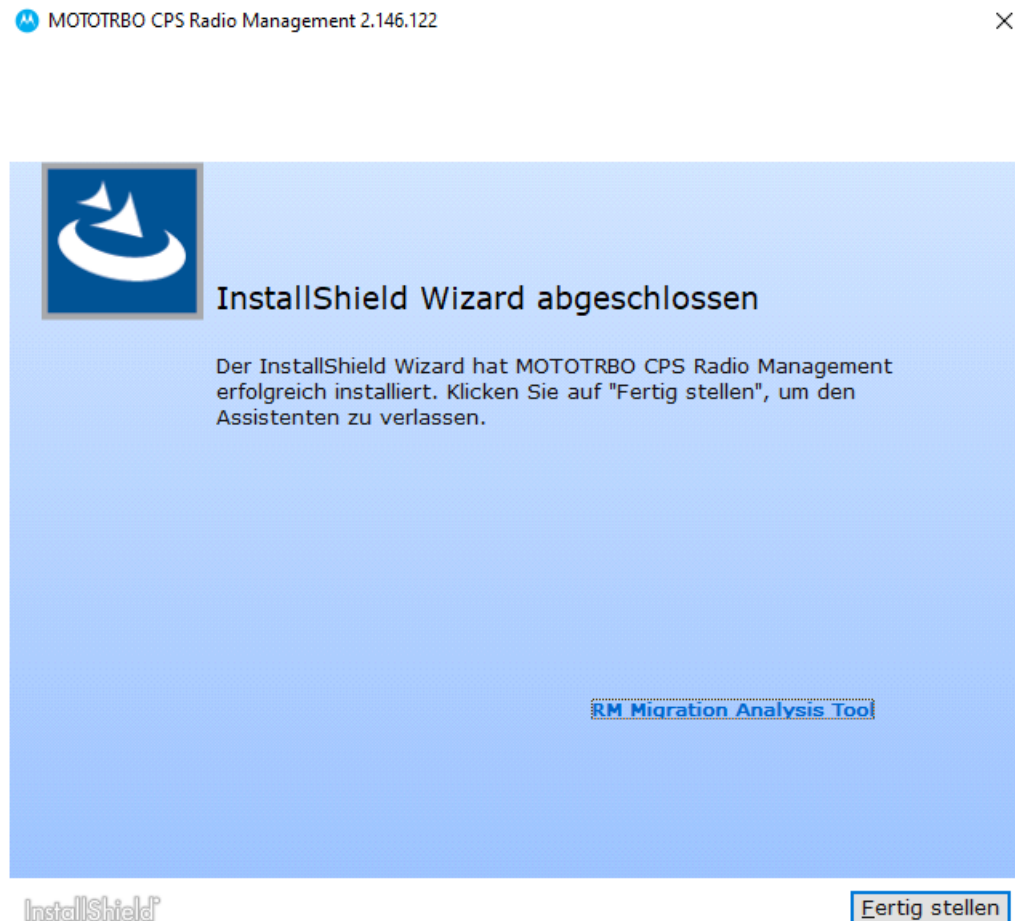 MOTOTRBO CPS Radio Management 2.146.122
InstallShield Wizard abgeschlossen
Der InstallShield Wizard hat MOTOTRBO CPS Radio Management
erfolgreich installiert. Klicken Sie auf "Fertig stellen", um den
Assistenten zu verlassen.
RM Migration Analysis Tool
InstallShield
Fertig stellen